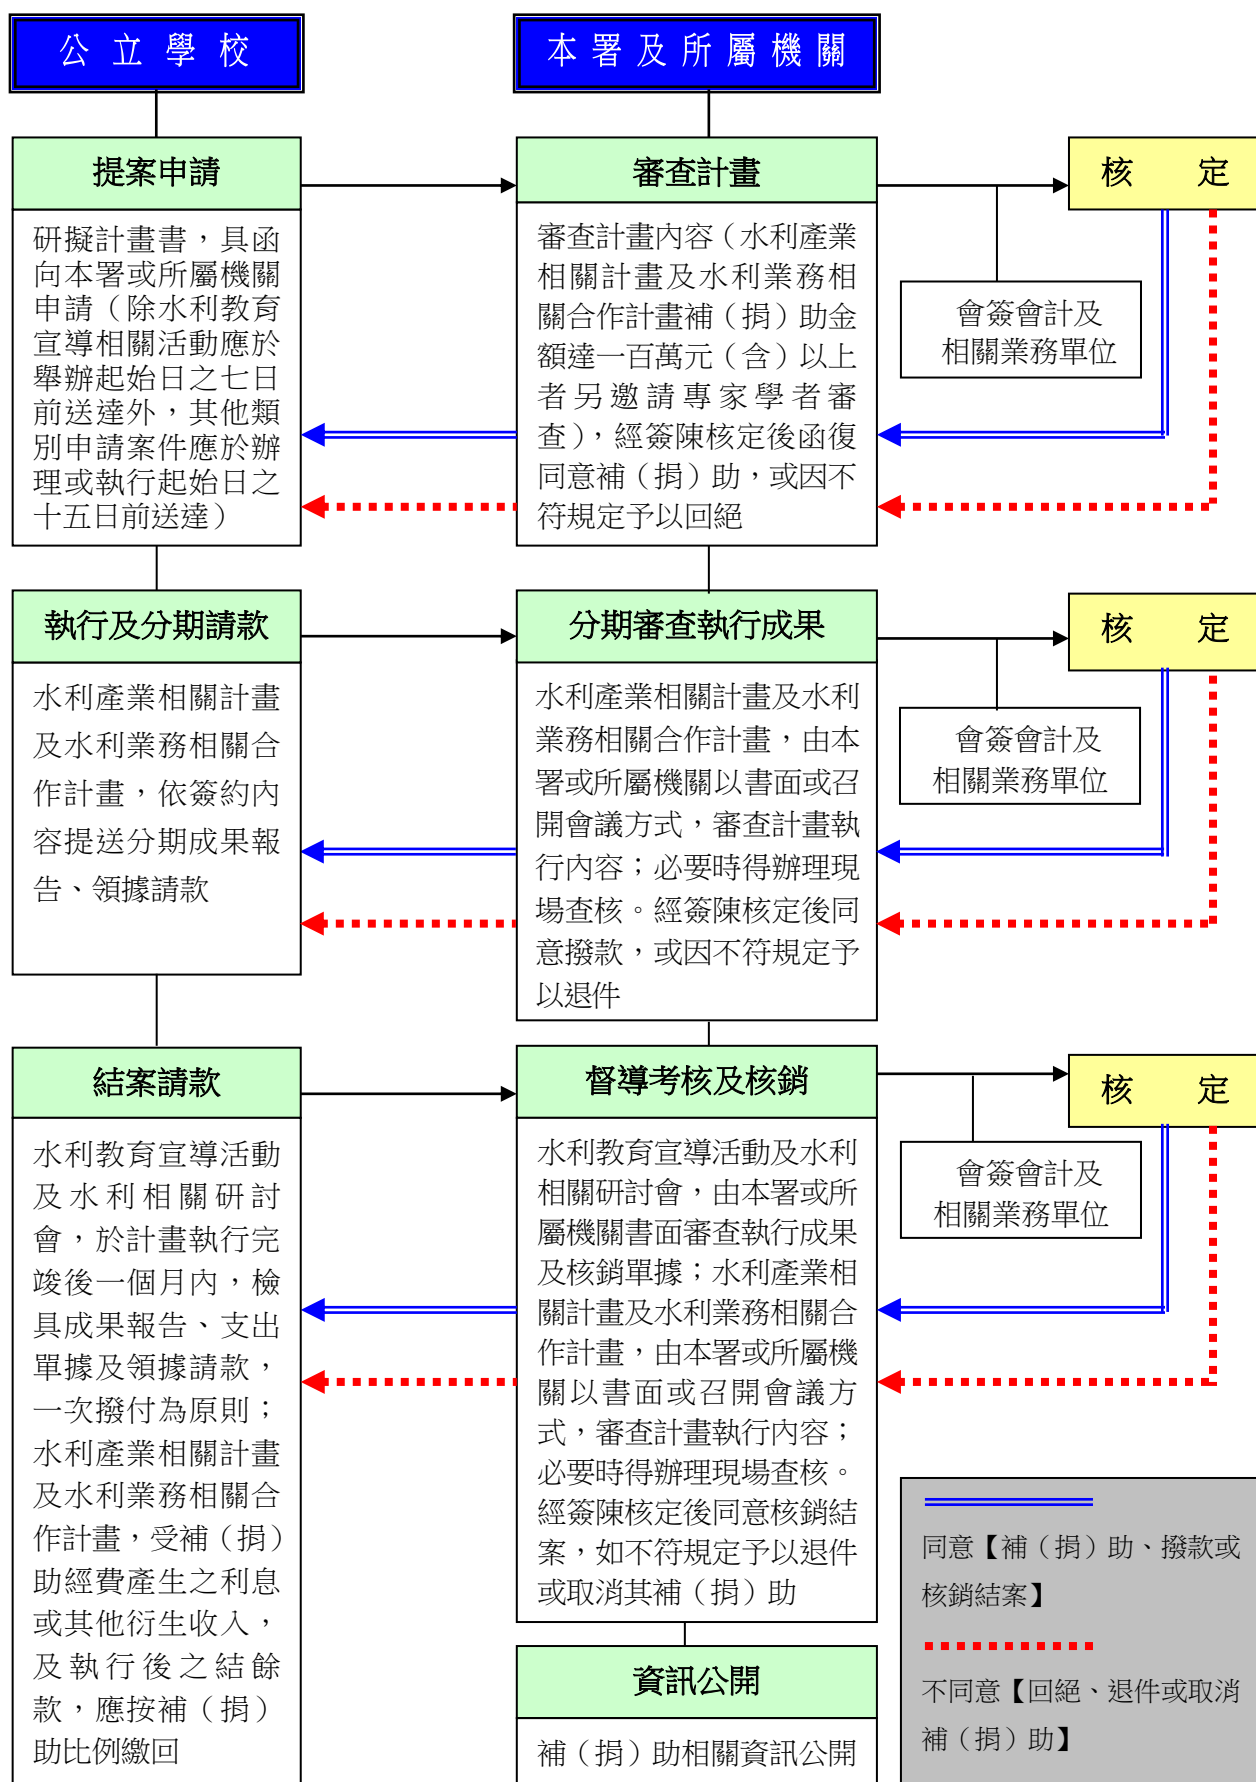 公立學校
本署及所屬機關
提案申請
審查計畫
核　定
研擬計畫書，具函
向本署或所屬機關
申請（除水利教育
宣導相關活動應於
舉辦起始日之七日
前送達外，其他類
別申請案件應於辦
理或執行起始日之
十五日前送達）
審查計畫內容（水利產業
相關計畫及水利業務相
關合作計畫補（捐）助金
額達一百萬元（含）以上
者另邀請專家學者審
查），經簽陳核定後函復
同意補（捐）助，或因不
符規定予以回絕
會簽會計及
相關業務單位
執行及分期請款
分期審查執行成果
核　定
水利產業相關計畫
及水利業務相關合
作計畫，依簽約內
容提送分期成果報
告、領據請款
水利產業相關計畫及水利
業務相關合作計畫，由本
署或所屬機關以書面或召
開會議方式，審查計畫執
行內容；必要時得辦理現
場查核。經簽陳核定後同
意撥款，或因不符規定予
以退件
會簽會計及
相關業務單位
結案請款
督導考核及核銷
核　定
水利教育宣導活動
及水利相關研討
會，於計畫執行完
竣後一個月內，檢
具成果報告、支出
單據及領據請款，
一次撥付為原則；
水利產業相關計畫
及水利業務相關合
作計畫，受補（捐）
助經費產生之利息
或其他衍生收入，
及執行後之結餘
款，應按補（捐）
助比例繳回
水利教育宣導活動及水利
相關研討會，由本署或所
屬機關書面審查執行成果
及核銷單據；水利產業相
關計畫及水利業務相關合
作計畫，由本署或所屬機
關以書面或召開會議方
式，審查計畫執行內容；
必要時得辦理現場查核。
經簽陳核定後同意核銷結
案，如不符規定予以退件
或取消其補（捐）助
會簽會計及
相關業務單位
資訊公開
補（捐）助相關資訊公開
同意【補（捐）助、撥款或
核銷結案】
不同意【回絕、退件或取消
補（捐）助】